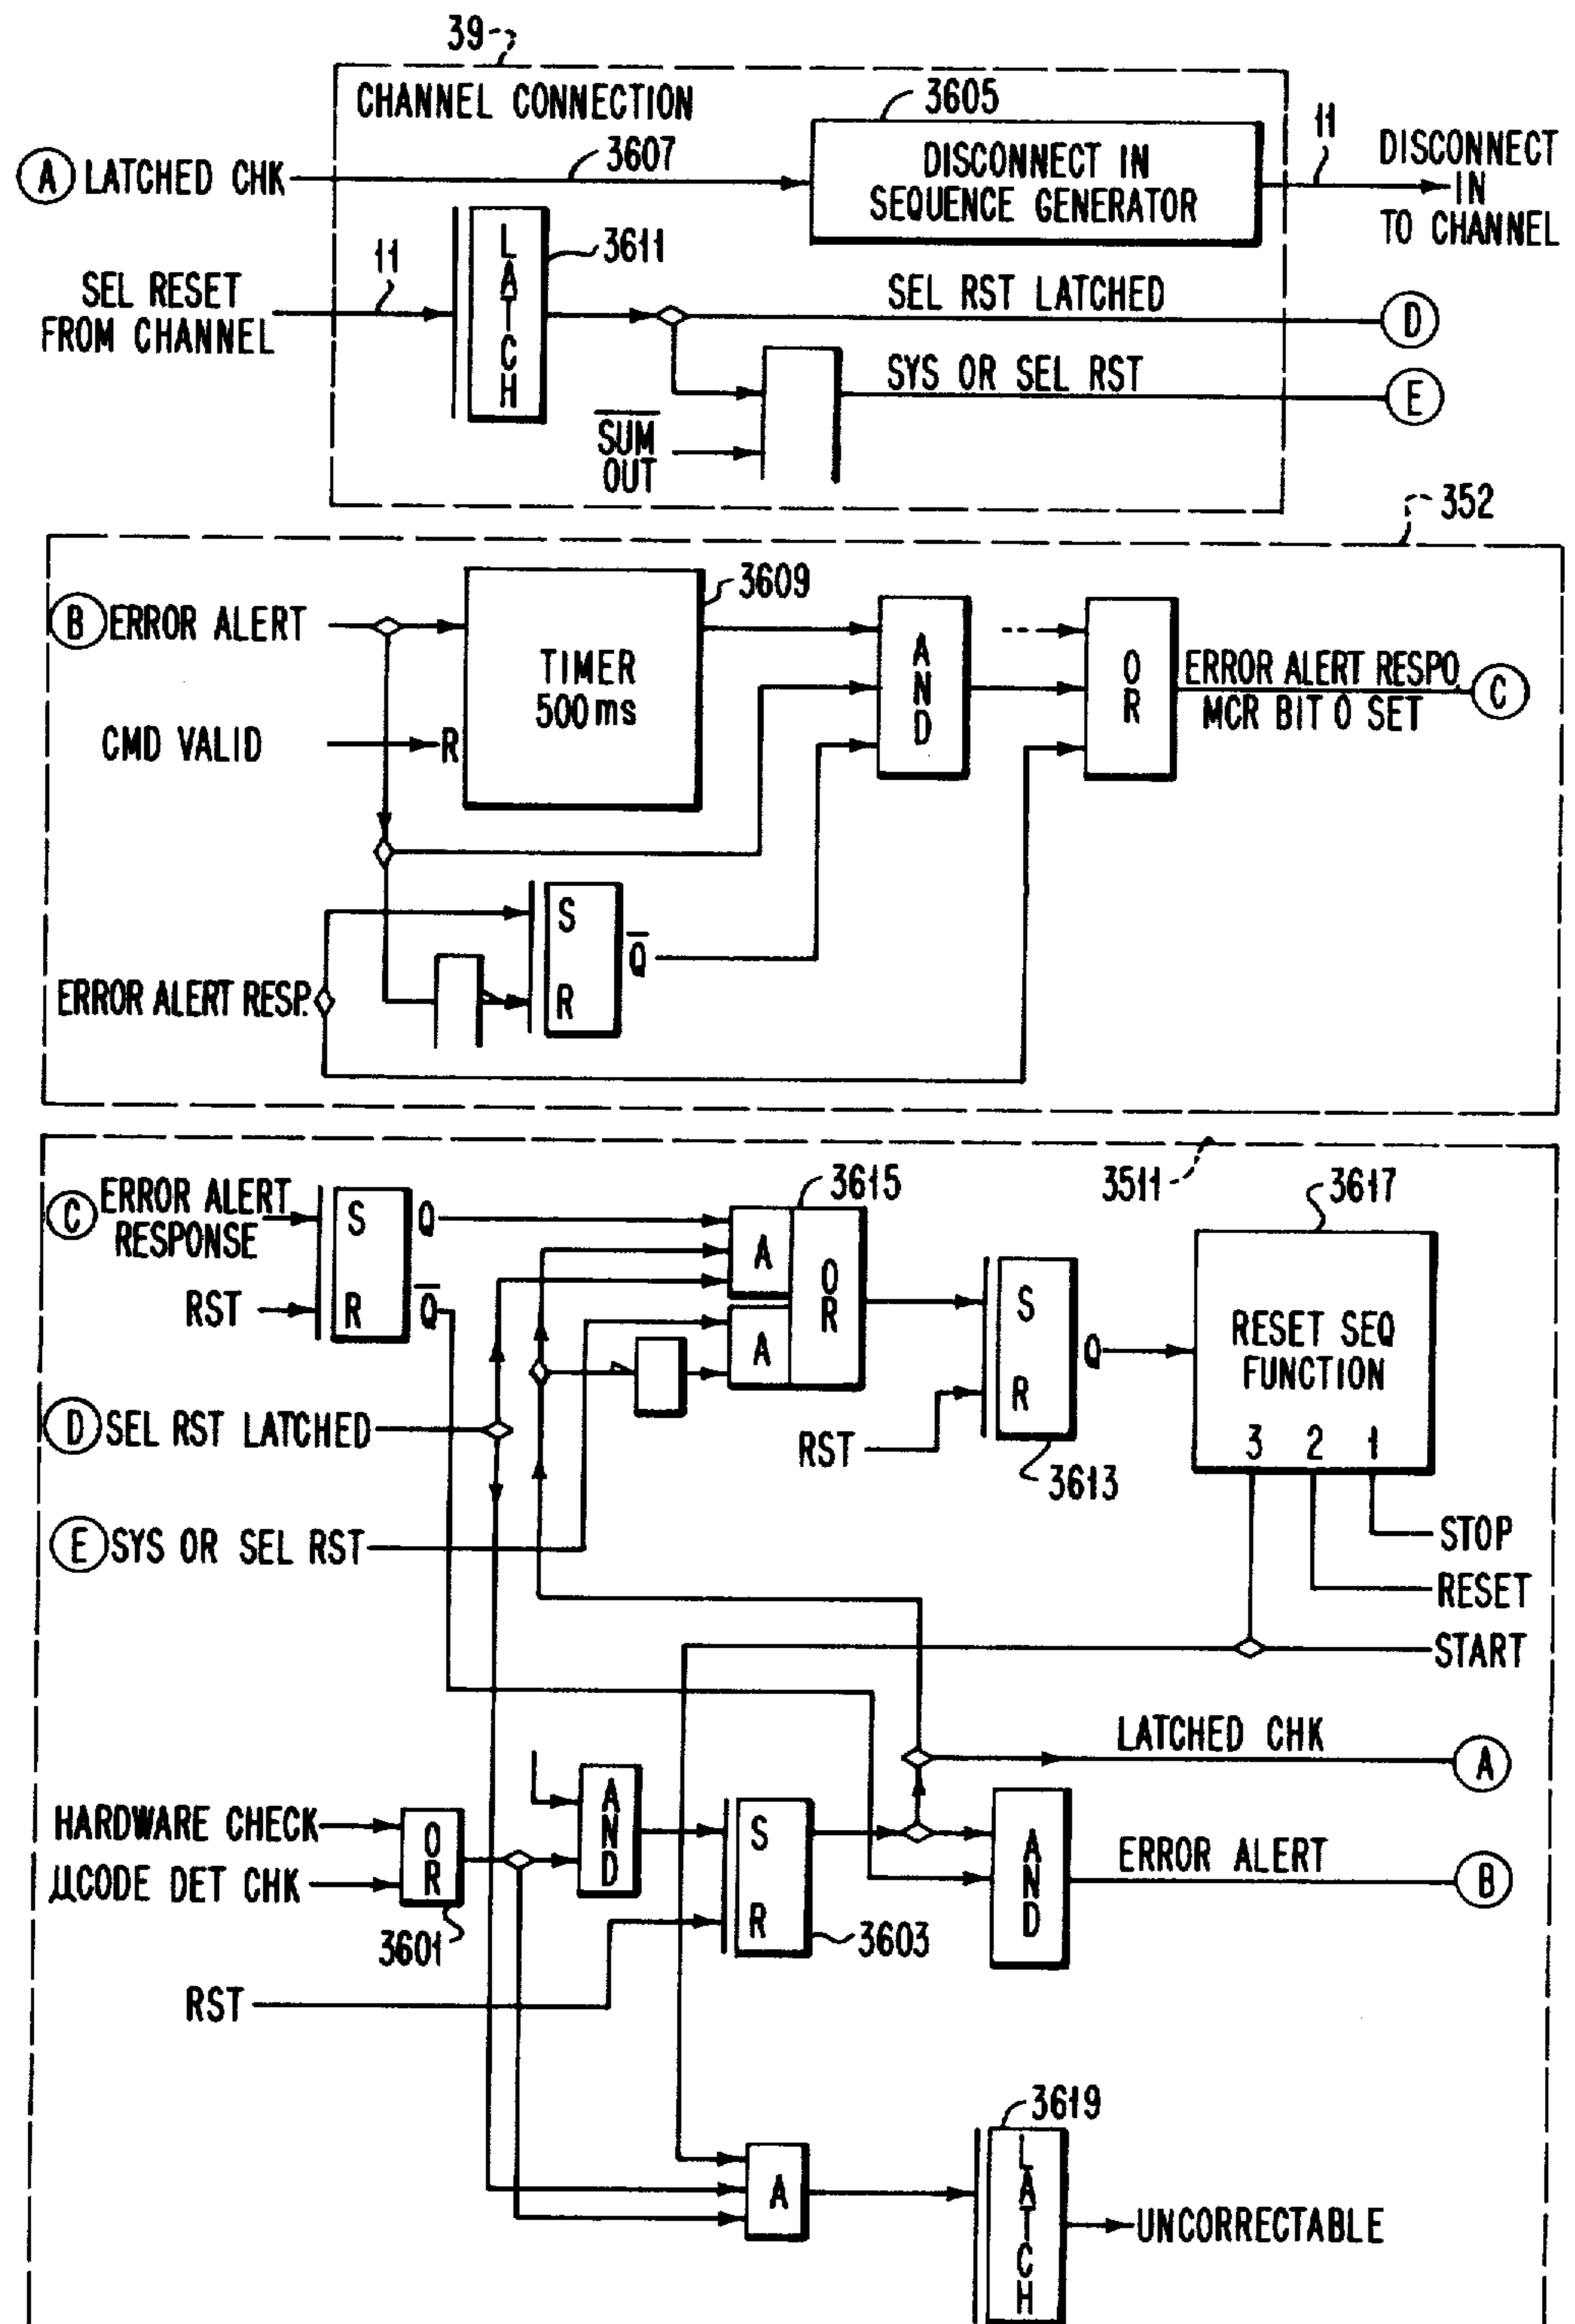 39
CHANNEL CONNECTION
3605
11
A LATCHED CHK
3607
DISCONNECT IN
SEQUENCE GENERATOR
DISCONNECT
IN
TO CHANNEL
LATCH
3611
11
SEL RESET
FROM CHANNEL
SEL RST LATCHED
D
SYS OR SEL RST
E
SUM
OUT
352
3609
B ERROR ALERT
TIMER
500 ms
CMD VALID
R
AND
OR
ERROR ALERT RESPO
MCR BIT 0 SET
C
S
R
Q
ERROR ALERT RESP.
3511
C ERROR ALERT
RESPONSE
S
R
Q
Q
RST
3615
A
A
OR
3617
RESET SEQ
FUNCTION
3 2 1
S
R
Q
RST
3613
D SEL RST LATCHED
E SYS OR SEL RST
STOP
RESET
START
LATCHED CHK
A
HARDWARE CHECK
μCODE DET CHK
OR
3601
AND
S
R
3603
AND
ERROR ALERT
B
RST
3619
A
LATCH
UNCORRECTABLE